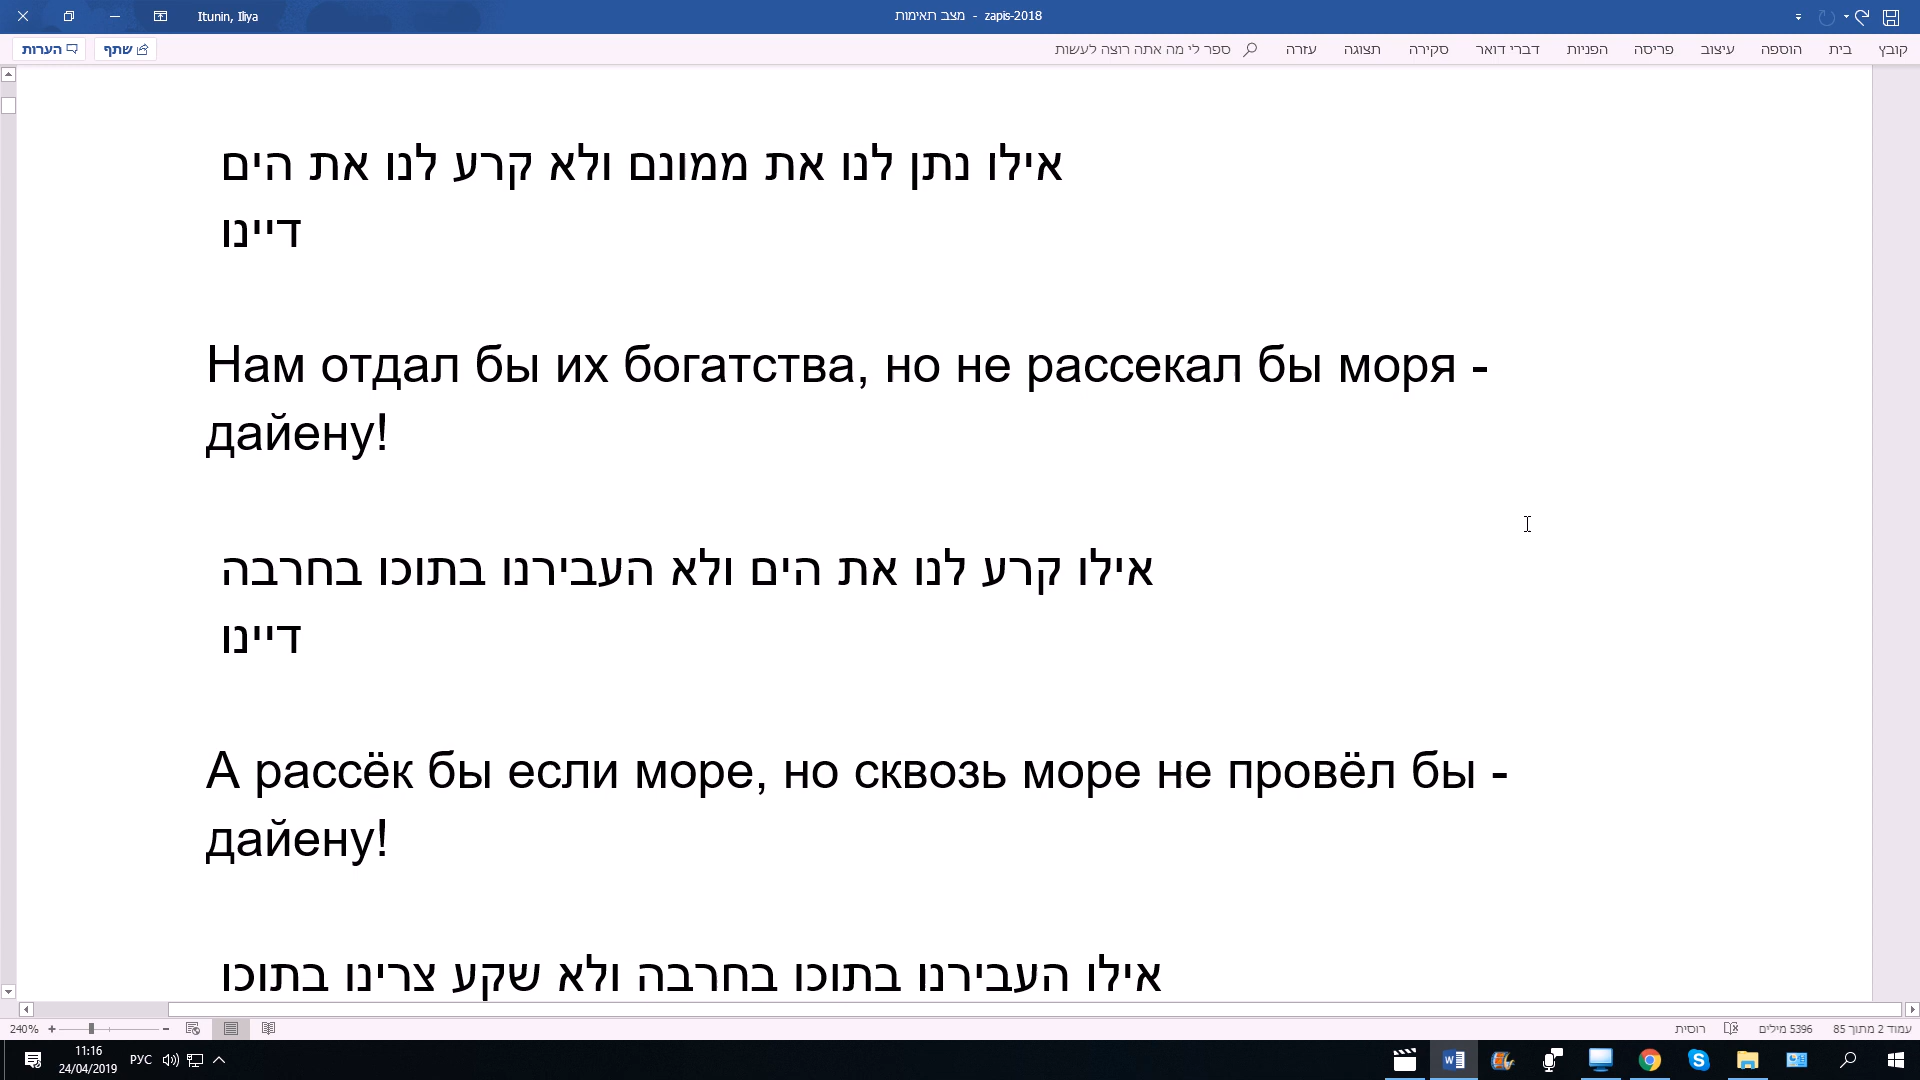 Itunin, Iliya
zapis-2018 - מצב תאימות
קובץ בית הוספה עיצוב פריסה הפניות דברי דואר סקירה תצוגה עזרה ספר לי מה אתה רוצה לעשות
שתף הערות
אילו נתן לנו את ממונם ולא קרע לנו את הים
דיינו
Нам отдал бы их богатства, но не рассекал бы моря -
дайену!
אילו קרע לנו את הים ולא העבירנו בתוכו בחרבה
דיינו
А рассёк бы если море, но сквозь море не провёл бы -
дайену!
אילו העבירנו בתוכו בחרבה ולא שקע צרינו בתוכו
עמוד 2 מתוך 85 5396 מילים רוסית
240%
РУС
11:16
24/04/2019